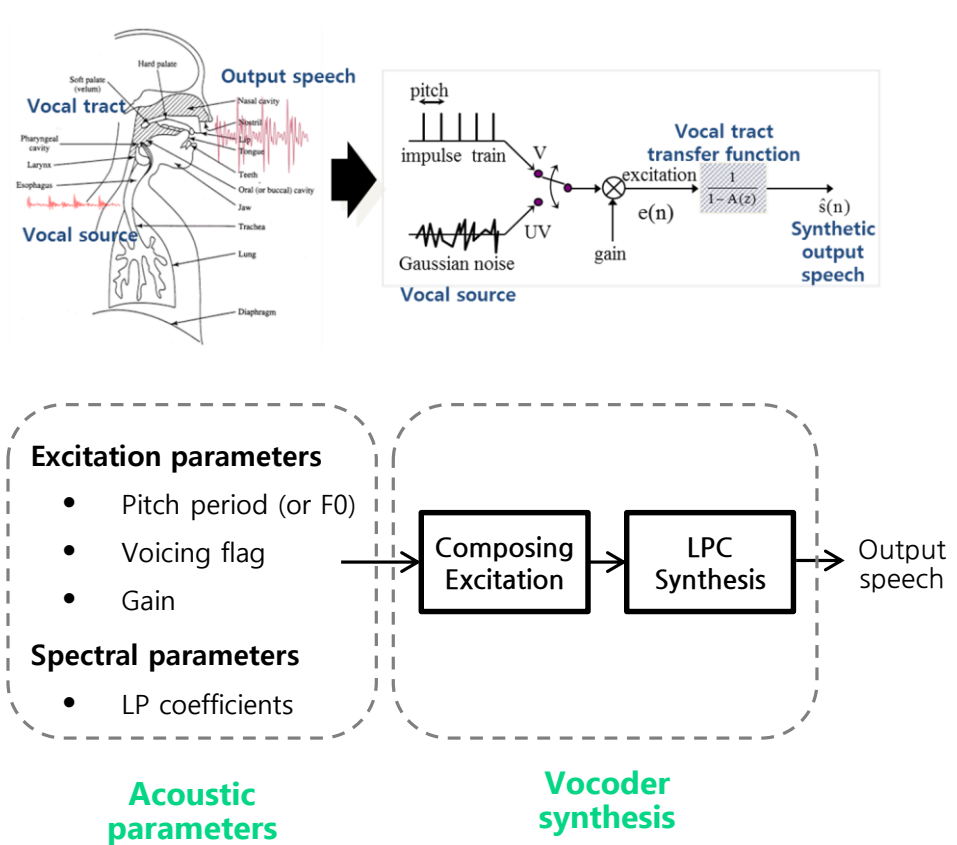 Hard palate
Soft palate
(velum)
Output speech
Vocal tract
Nasal cavity
Nostril
Lip
Tongue
Pharyngeal
cavity
Larynx
Teeth
Esophagus
Oral (or buccal) cavity
Jaw
Vocal source
Trachea
Lung
Diaphragm
pitch
impulse train
V
UV
Gaussian noise
Vocal source
excitation
e(n)
gain
Vocal tract
transfer function
1
1− A(z)
ŝ(n)
Synthetic
output
speech
Excitation parameters
• Pitch period (or F0)
• Voicing flag
• Gain
Spectral parameters
• LP coefficients
Composing
Excitation
LPC
Synthesis
Output
speech
Acoustic
parameters
Vocoder
synthesis